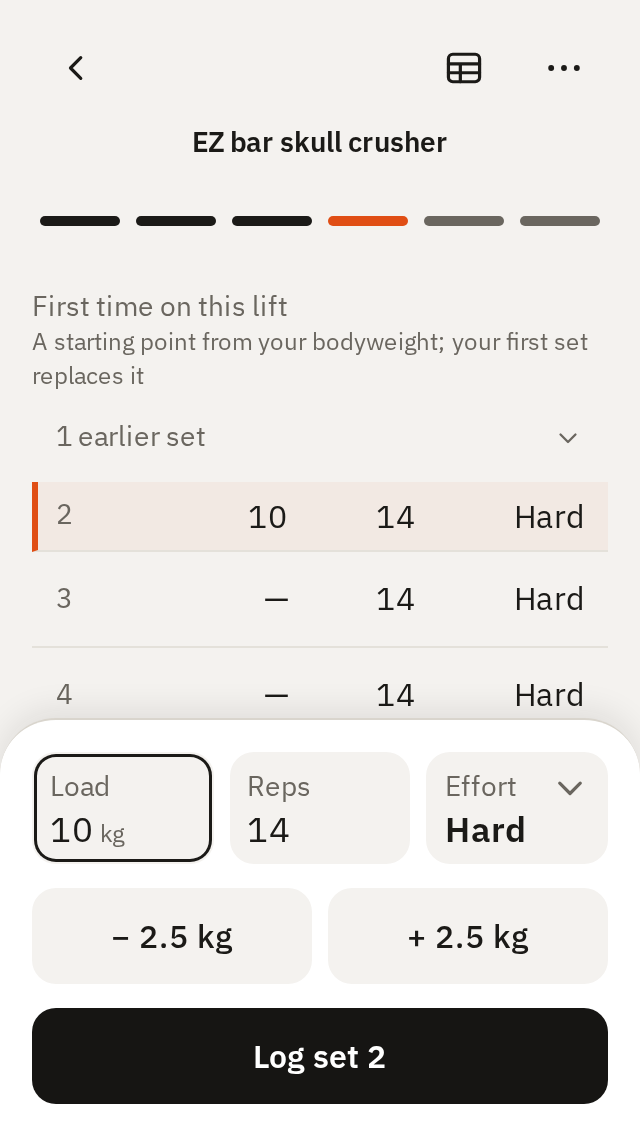 EZ bar skull crusher
First time on this lift
A starting point from your bodyweight; your first set
replaces it
1 earlier set
2 10 14 Hard
3 — 14 Hard
4 — 14 Hard
Load Reps Effort
10 kg 14 Hard
– 2.5 kg + 2.5 kg
Log set 2